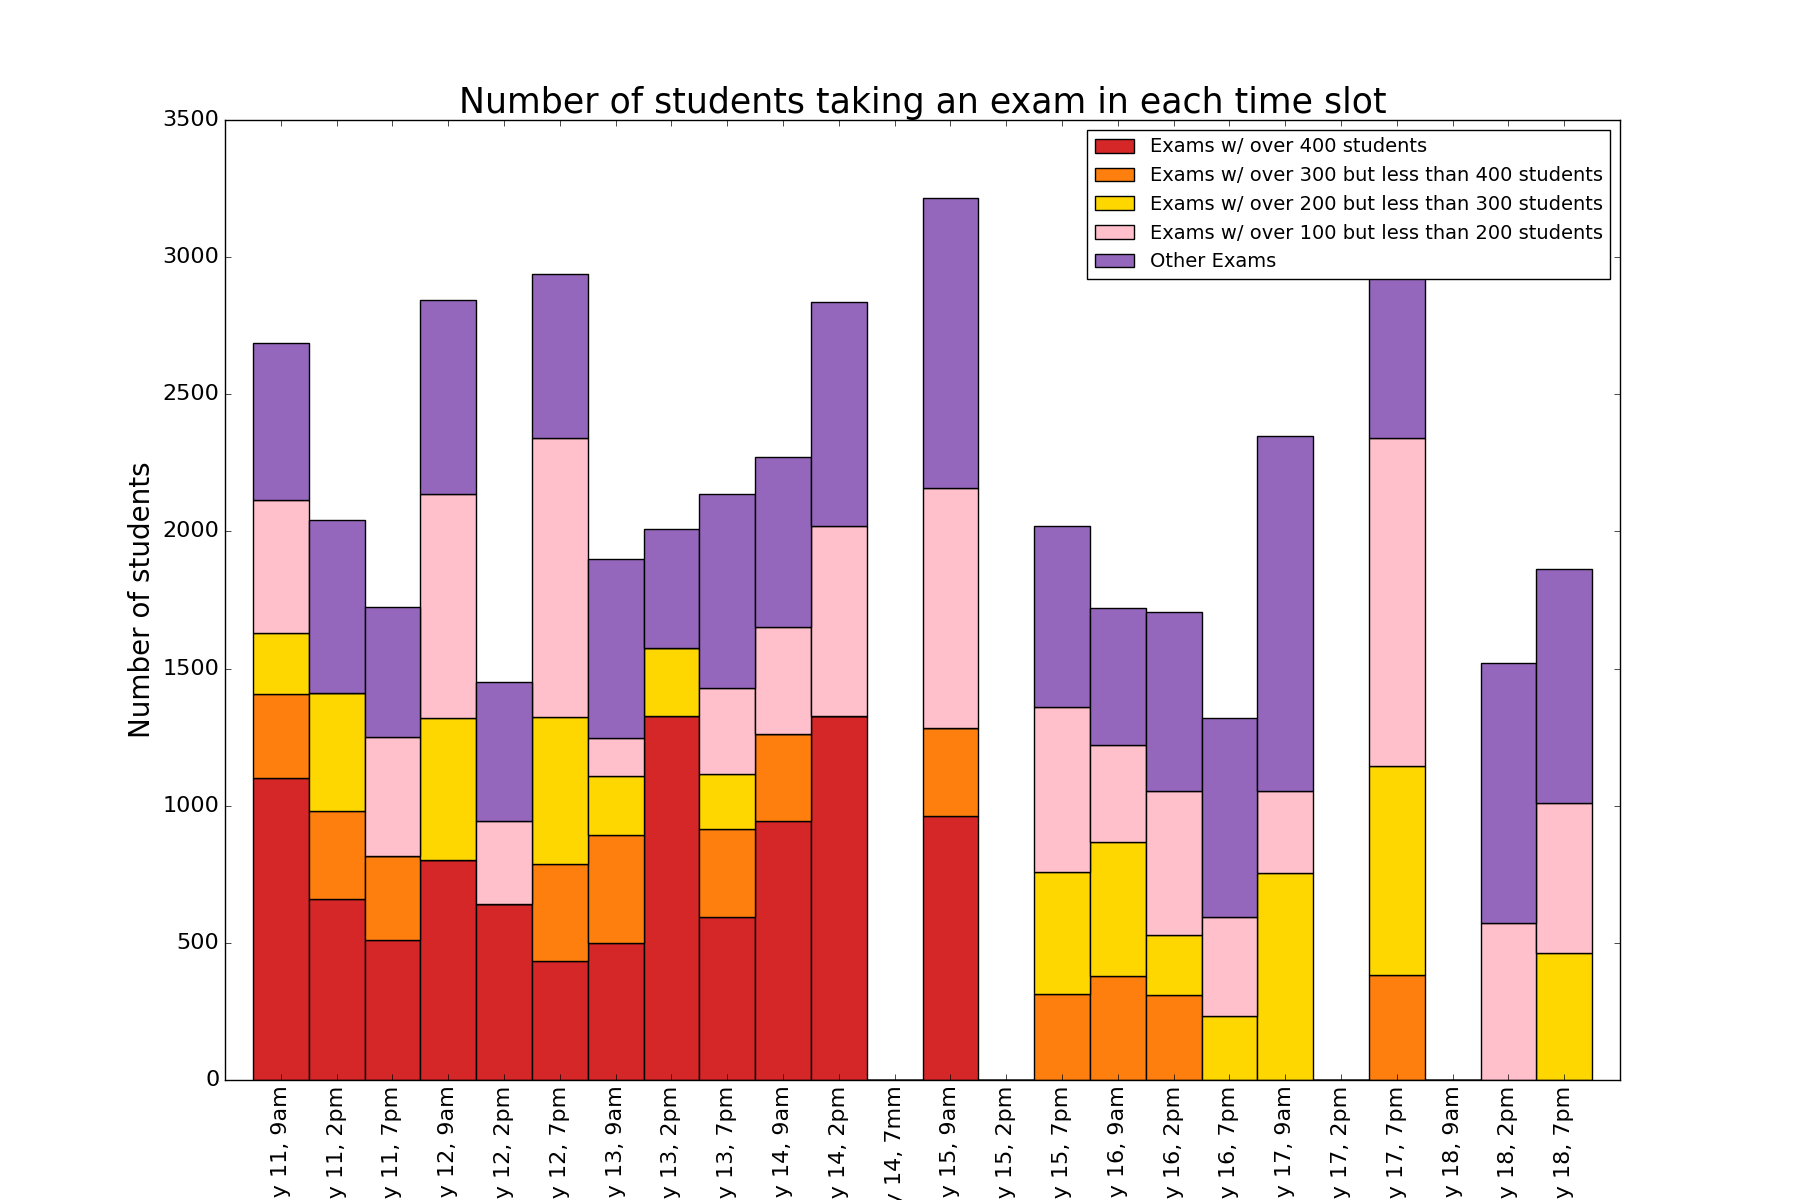 Number of students taking an exam in each time slot
Exams w/ over 400 students
Exams w/ over 300 but less than 400 students
Exams w/ over 200 but less than 300 students
Exams w/ over 100 but less than 200 students
Other Exams
Number of students
3500
3000
2500
2000
1500
1000
500
0
y 11, 9am
y 11, 2pm
y 11, 7pm
y 12, 9am
y 12, 2pm
y 12, 7pm
y 13, 9am
y 13, 2pm
y 13, 7pm
y 14, 9am
y 14, 2pm
y 14, 7mm
y 15, 9am
y 15, 2pm
y 15, 7pm
y 16, 9am
y 16, 2pm
y 16, 7pm
y 17, 9am
y 17, 2pm
y 17, 7pm
y 18, 9am
y 18, 2pm
y 18, 7pm